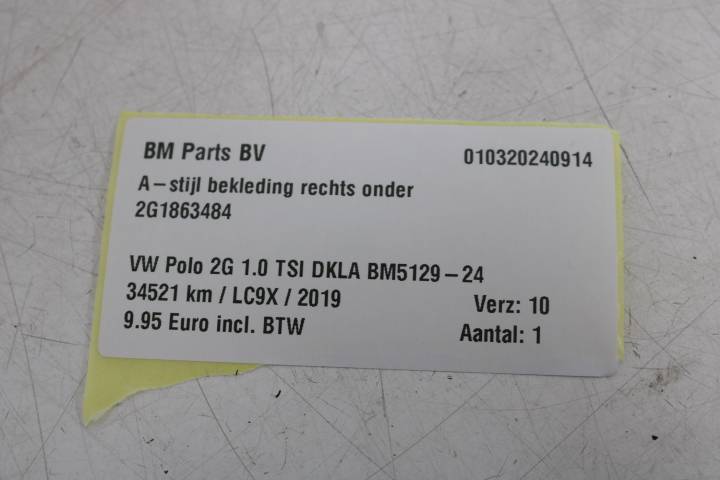 BM Parts BV 010320240914
A-stijl bekleding rechts onder
2G1863484
VW Polo 2G 1.0 TSI DKLA BM5129-24
34521 km / LC9X / 2019 Verz: 10
9.95 Euro incl. BTW Aantal: 1